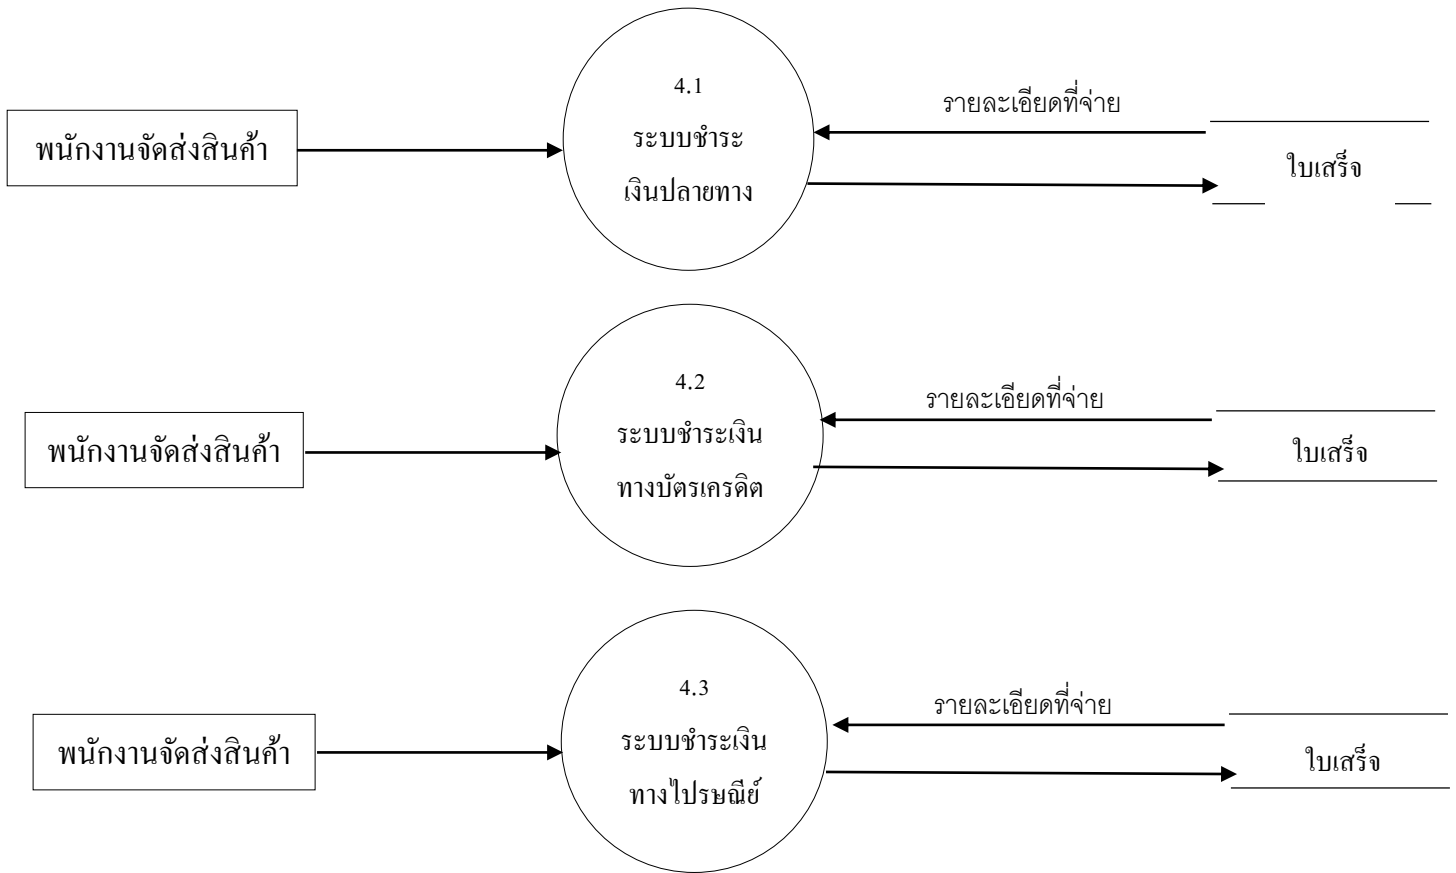 4.1
ระบบชำระ
เงินปลายทาง
พนักงานจัดส่งสินค้า
รายละเอียดที่จ่าย
ใบเสร็จ
4.2
ระบบชำระเงิน
ทางบัตรเครดิต
พนักงานจัดส่งสินค้า
รายละเอียดที่จ่าย
ใบเสร็จ
4.3
ระบบชำระเงิน
ทางไปรษณีย์
พนักงานจัดส่งสินค้า
รายละเอียดที่จ่าย
ใบเสร็จ